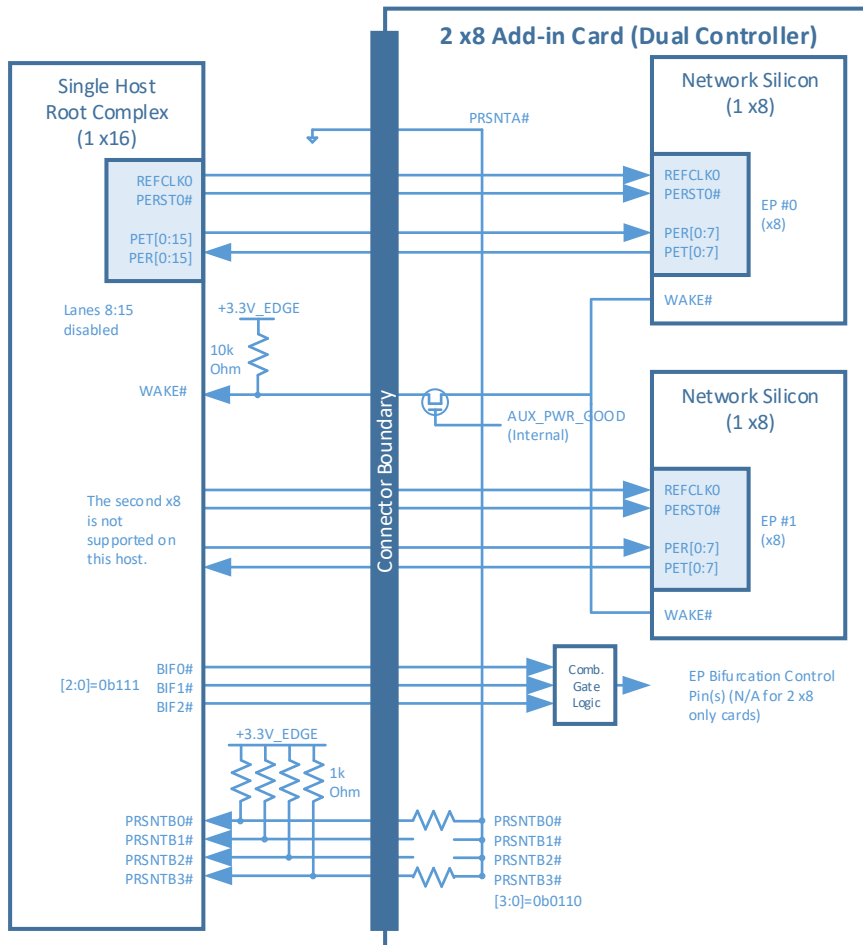 2 x8 Add-in Card (Dual Controller)
Single Host
Root Complex
(1 x16)
REFCLK0
PERST0#
PET[0:15]
PER[0:15]
Lanes 8:15
disabled
+3.3V_EDGE
10k
Ohm
WAKE#
The second x8
is not
supported on
this host.
[2:0]=0b111
BIF0#
BIF1#
BIF2#
+3.3V_EDGE
1k
Ohm
PRSNTB0#
PRSNTB1#
PRSNTB2#
PRSNTB3#
Connector Boundary
PRSNTA#
Network Silicon
(1 x8)
REFCLK0
PERST0#
PER[0:7]
PET[0:7]
EP #0
(x8)
WAKE#
AUX_PWR_GOOD
(Internal)
Network Silicon
(1 x8)
REFCLK0
PERST0#
PER[0:7]
PET[0:7]
EP #1
(x8)
WAKE#
Comb.
Gate
Logic
EP Bifurcation Control
Pin(s) (N/A for 2 x8
only cards)
PRSNTB0#
PRSNTB1#
PRSNTB2#
PRSNTB3#
[3:0]=0b0110